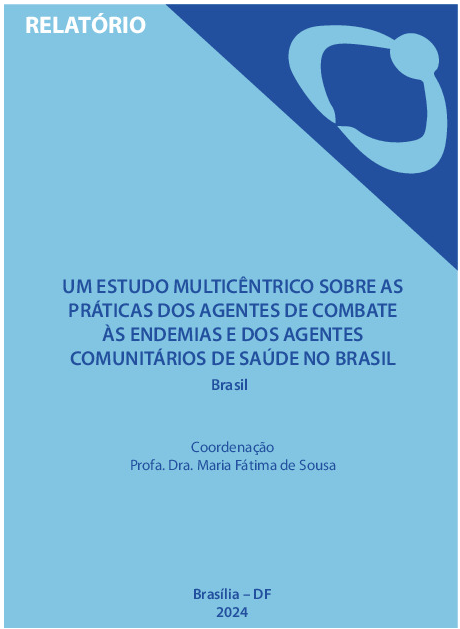 RELATÓRIO
UM ESTUDO MULTICÊNTRICO SOBRE AS
PRÁTICAS DOS AGENTES DE COMBATE
ÀS ENDEMIAS E DOS AGENTES
COMUNITÁRIOS DE SAÚDE NO BRASIL
Brasil
Coordenação
Profa. Dra. Maria Fátima de Sousa
Brasília – DF
2024